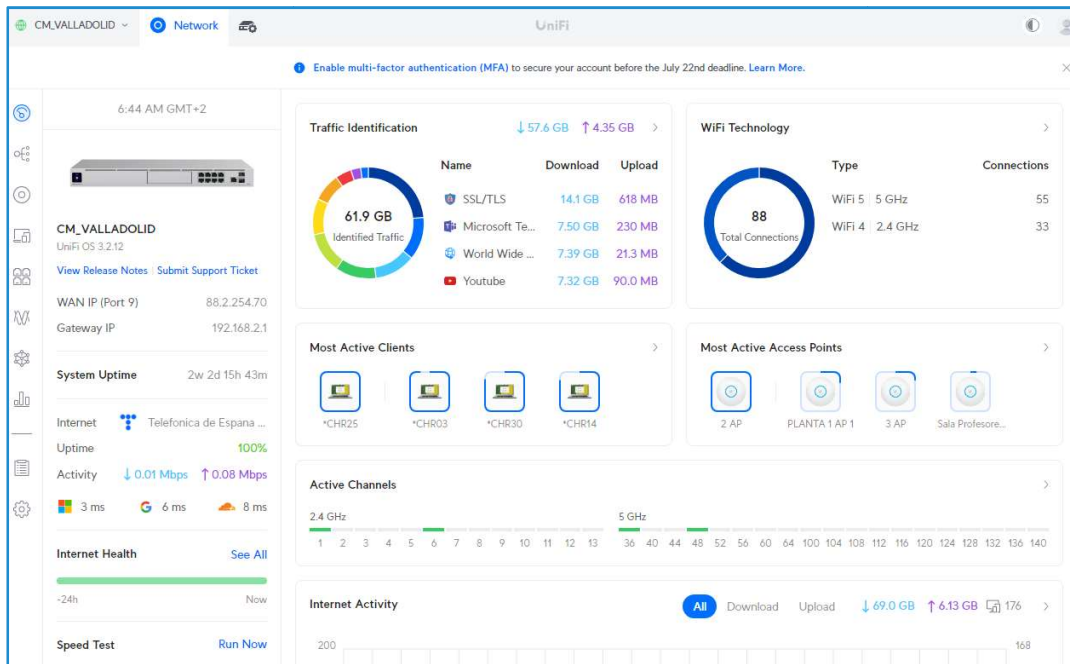 CM_VALLADOLID
Network
UniFi
Enable multi-factor authentication (MFA) to secure your account before the July 22nd deadline. Learn More.
6:44 AM GMT+2
CM_VALLADOLID
UniFi OS 3.2.12
View Release Notes | Submit Support Ticket
WAN IP (Port 9) 88.2.254.70
Gateway IP 192.168.2.1
System Uptime 2w 2d 15h 43m
Internet Telefonica de Espana ...
Uptime 100%
Activity ↓ 0.01 Mbps ↑ 0.08 Mbps
3 ms G 6 ms 8 ms
Internet Health See All
-24h Now
Speed Test Run Now
Traffic Identification ↓ 57.6 GB ↑ 4.35 GB
61.9 GB
Identified Traffic
Name Download Upload
SSL/TLS 14.1 GB 618 MB
Microsoft Te... 7.50 GB 230 MB
World Wide ... 7.39 GB 21.3 MB
Youtube 7.32 GB 90.0 MB
WiFi Technology
88
Total Connections
Type Connections
WiFi 5 | 5 GHz 55
WiFi 4 | 2.4 GHz 33
Most Active Clients
*CHR25 *CHR03 *CHR30 *CHR14
Most Active Access Points
2 AP PLANTA 1 AP 1 3 AP Sala Profesore...
Active Channels
2.4 GHz 5 GHz
1 2 3 4 5 6 7 8 9 10 11 12 13 36 40 44 48 52 56 60 64 100 104 108 112 116 120 124 128 132 136 140
Internet Activity All Download Upload ↓ 69.0 GB ↑ 6.13 GB 176
200 168